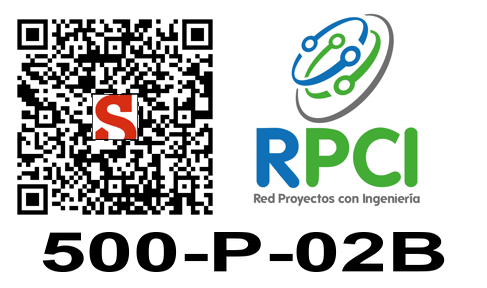 S
RPCI
Red Proyectos con Ingeniería
500-P-02B